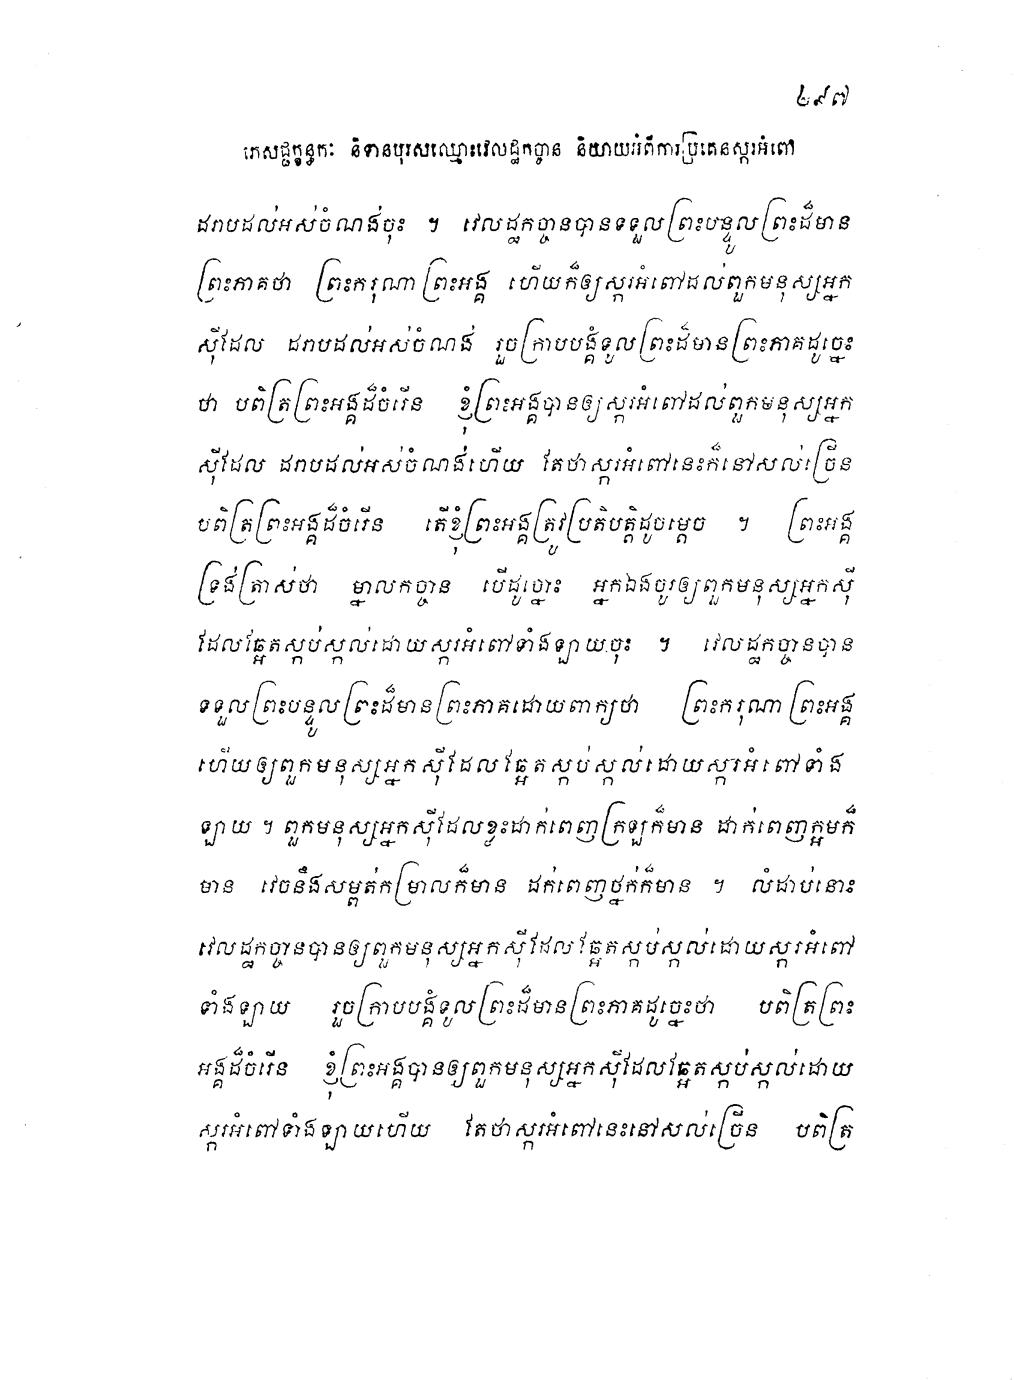 ២៩៧
ភេសជ្ជក្ខន្ធកៈ និទានបុរសឈ្មោះវេលដ្ឋកច្ចាន និយាយអំពីការប្រគេនស្ករអំពៅ
ដរាបដល់អស់ចំណង់ចុះ ។ វេលដ្ឋកច្ចានបានទទួលព្រះបន្ទូលព្រះដ៏មាន
ព្រះភាគថា ព្រះករុណាព្រះអង្គ ហើយក៏ឲ្យស្ករអំពៅដល់ពួកមនុស្សអ្នក
ស៊ីដែល ដរាបដល់អស់ចំណង់ រួចក្រាបបង្គំទូលព្រះដ៏មានព្រះភាគដូច្នេះ
ថា បពិត្រព្រះអង្គដ៏ចំរើន ខ្ញុំព្រះអង្គបានឲ្យស្ករអំពៅដល់ពួកមនុស្សអ្នក
ស៊ីដែល ដរាបដល់អស់ចំណង់ហើយ តែថាស្ករអំពៅនេះក៏នៅសល់ច្រើន
បពិត្រព្រះអង្គដ៏ចំរើន តើខ្ញុំព្រះអង្គត្រូវប្រតិបត្តិដូចម្តេច ។ ព្រះអង្គ
ទ្រង់ត្រាស់ថា ម្នាលកច្ចាន បើដូច្នោះ អ្នកឯងចូរឲ្យពួកមនុស្សអ្នកស៊ី
ដែលឆ្អែតស្កប់ស្កល់ដោយស្ករអំពៅទាំងឡាយចុះ ។ វេលដ្ឋកច្ចានបាន
ទទួលព្រះបន្ទូលព្រះដ៏មានព្រះភាគដោយពាក្យថា ព្រះករុណាព្រះអង្គ
ហើយឲ្យពួកមនុស្សអ្នកស៊ីដែលឆ្អែតស្កប់ស្កល់ដោយស្ករអំពៅទាំង
ឡាយ ។ ពួកមនុស្សអ្នកស៊ីដែលខ្លះដាក់ពេញក្រឡក៏មាន ដាក់ពេញក្អមក៏
មាន វេចនឹងសម្ពត់កម្រាលក៏មាន ដក់ពេញថ្នក់ក៏មាន ។ លំដាប់នោះ
វេលដ្ឋកច្ចានបានឲ្យពួកមនុស្សអ្នកស៊ីដែលឆ្អែតស្កប់ស្កល់ដោយស្ករអំពៅ
ទាំងឡាយ រួចក្រាបបង្គំទូលព្រះដ៏មានព្រះភាគដូច្នេះថា បពិត្រព្រះ
អង្គដ៏ចំរើន ខ្ញុំព្រះអង្គបានឲ្យពួកមនុស្សអ្នកស៊ីដែលឆ្អែតស្កប់ស្កល់ដោយ
ស្ករអំពៅទាំងឡាយហើយ តែថាស្ករអំពៅនេះនៅសល់ច្រើន បពិត្រ